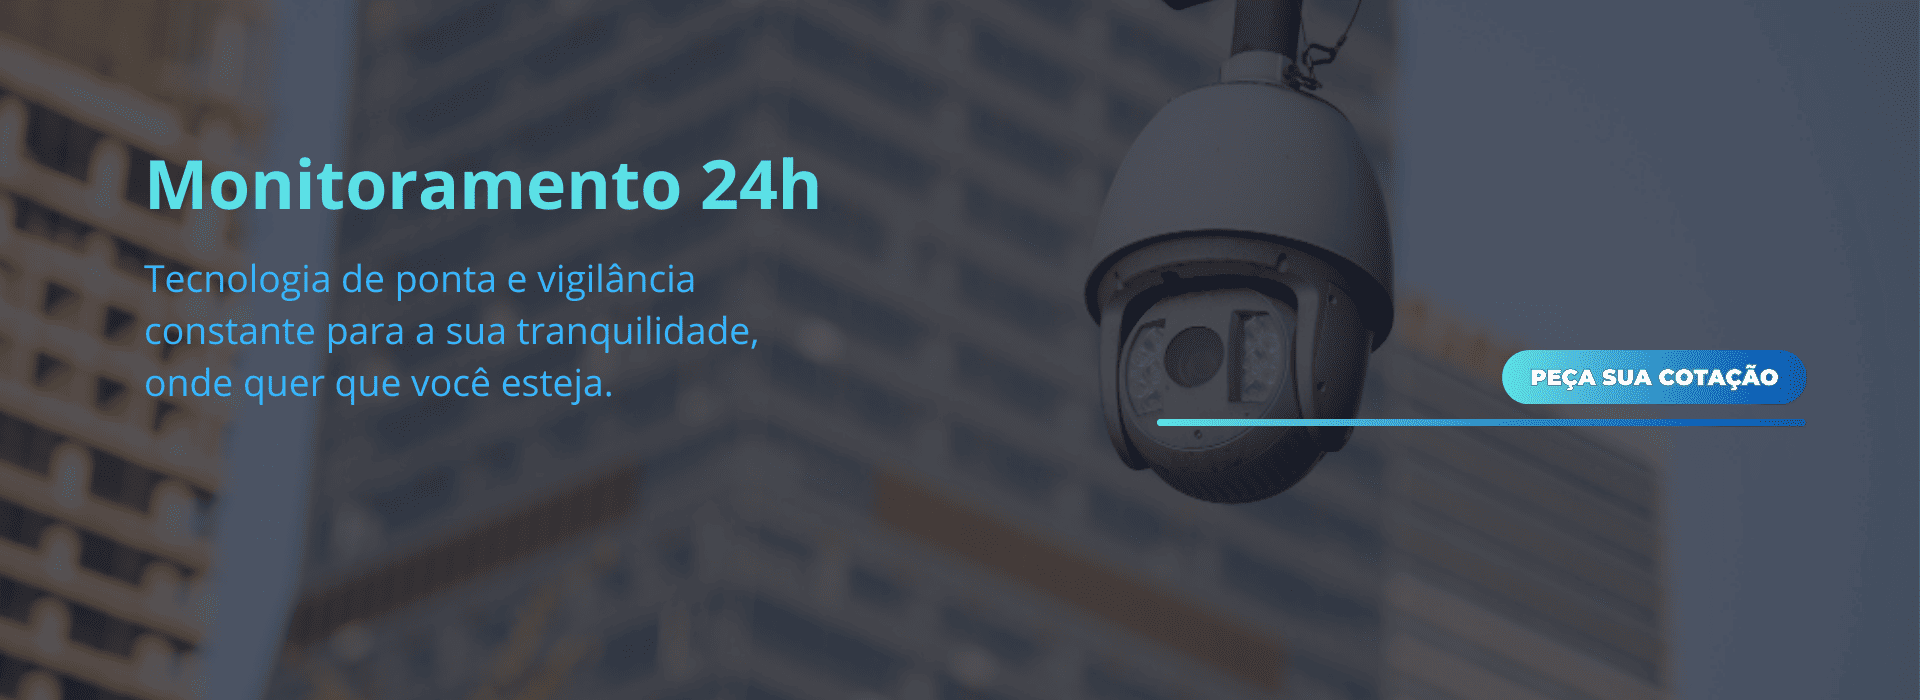 Monitoramento 24h
Tecnologia de ponta e vigilância
constante para a sua tranquilidade,
onde quer que você esteja.
PEÇA SUA COTAÇÃO